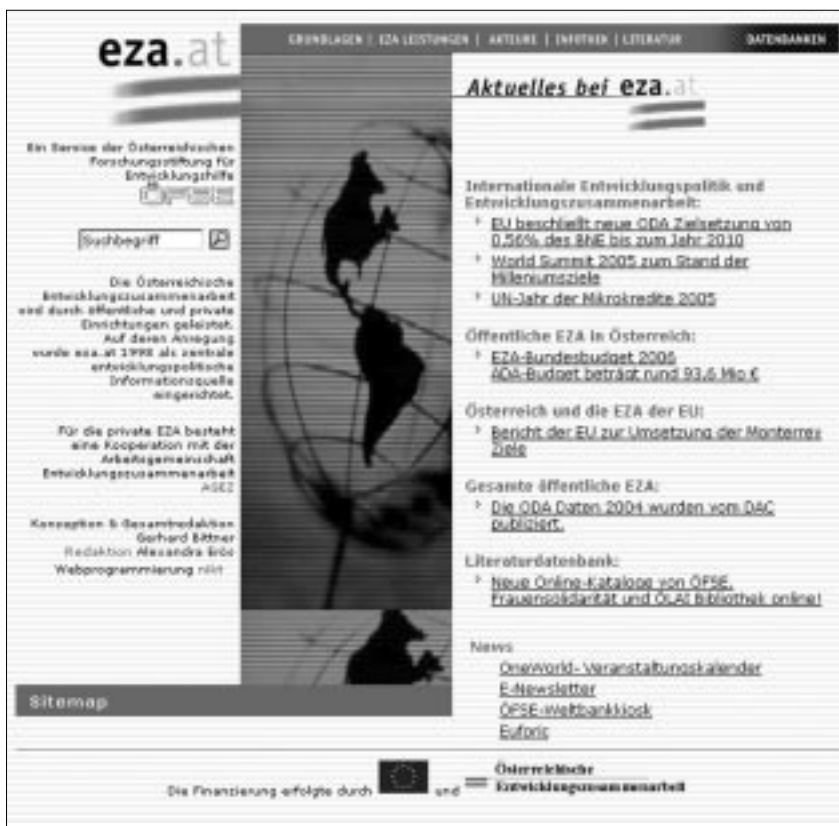 eza.at
GRUNDLAGEN | EZA LEISTUNGEN | AKTEURE | INFOTHEK | LITERATUR
DATENBANKEN
Ein Service der Österreichischen
Forschungsstiftung für
Entwicklungshilfe
ÖFSE
Suchbegriff
Die Österreichische
Entwicklungszusammenarbeit
wird durch öffentliche und private
Einrichtungen geleistet.
Auf deren Anregung
wurde eza.at 1998 als zentrale
entwicklungspolitische
Informationsquelle
eingerichtet.
Für die private EZA besteht
eine Kooperation mit der
Arbeitsgemeinschaft
Entwicklungszusammenarbeit
AGEZ
Konzeption & Gesamtredaktion
Gerhard Bittner
Redaktion Alexandra Erös
Webprogrammierung
Sitemap
Aktuelles bei eza.at
Internationale Entwicklungspolitik und
Entwicklungszusammenarbeit:
EU beschließt neue ODA Zielsetzung von
0,56% des BNE bis zum Jahr 2010
World Summit 2005 zum Stand der
Milleniumsziele
UN-Jahr der Mikrokredite 2005
Öffentliche EZA in Österreich:
EZA-Bundesbudget 2006
ADA-Budget beträgt rund 93,6 Mio €
Österreich und die EZA der EU:
Bericht der EU zur Umsetzung der Monterrey
Ziele
Gesamte öffentliche EZA:
Die ODA Daten 2004 wurden vom DAC
publiziert.
Literaturdatenbank:
Neue Online-Kataloge von ÖFSE,
Frauensolidarität und ÖLAI Bibliothek online!
News
OneWorld- Veranstaltungskalender
E-Newsletter
ÖFSE-Weltbankkiosk
Euforic
Die Finanzierung erfolgte durch und
Österreichische
Entwicklungszusammenarbeit